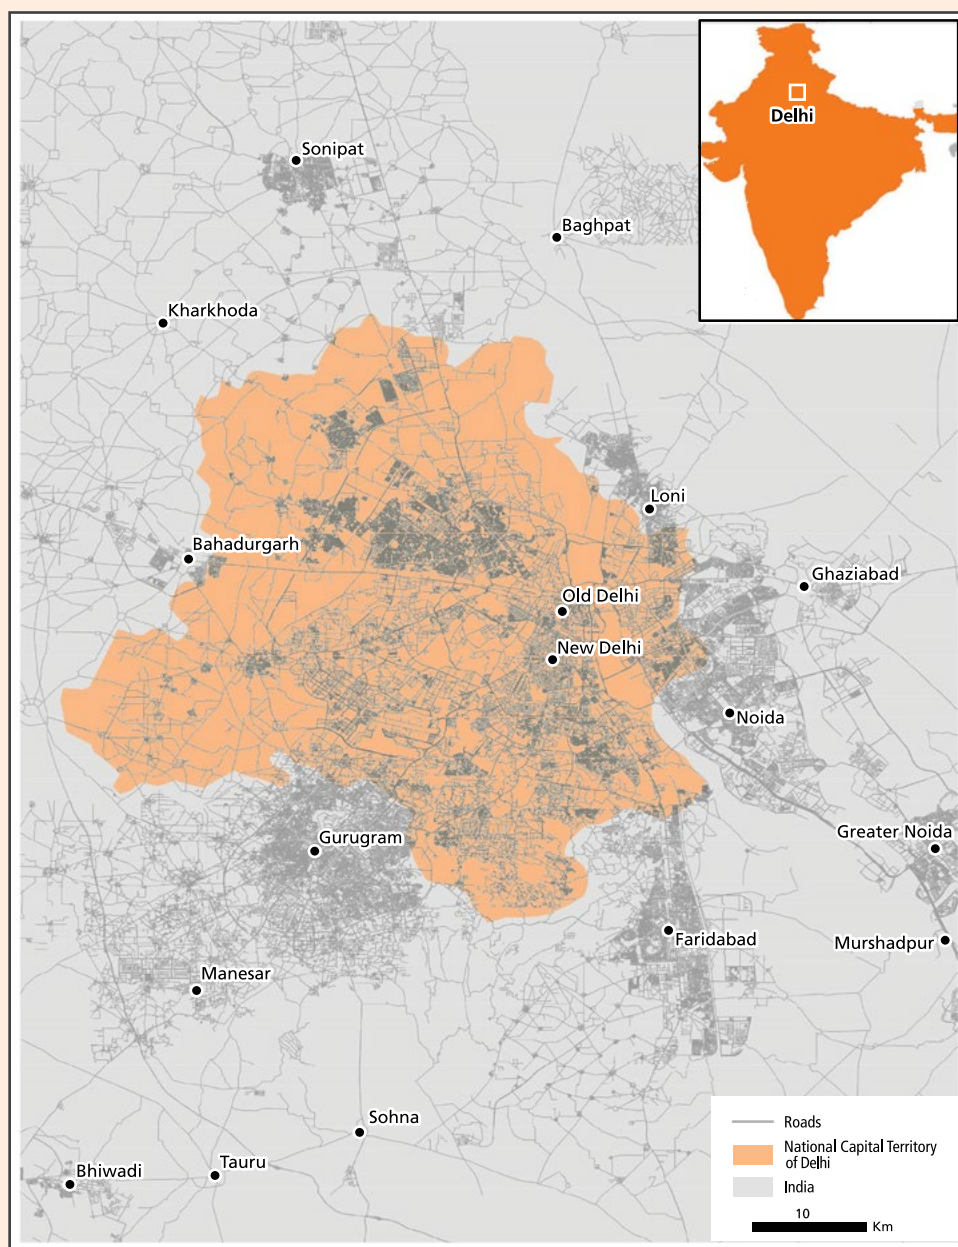 Delhi
Sonipat
Baghpat
Kharkhoda
Loni
Bahadurgarh
Ghaziabad
Old Delhi
New Delhi
Noida
Gurugram
Greater Noida
Faridabad
Murshadpur
Manesar
Sohna
Tauru
Bhiwadi
Roads
National Capital Territory
of Delhi
India
10
Km